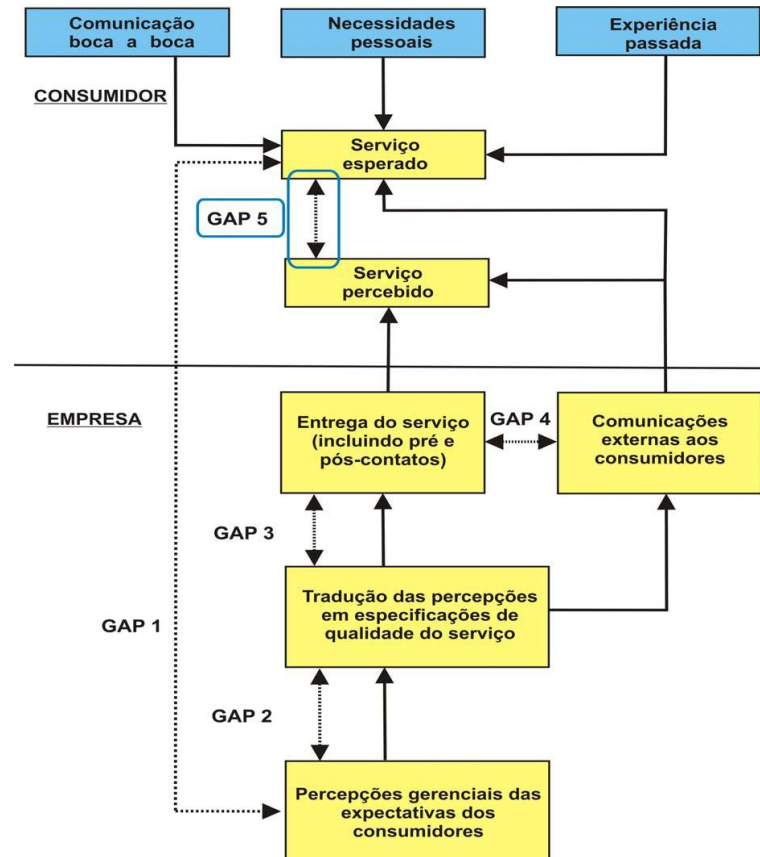 Comunicação
boca a boca
Necessidades
pessoais
Experiência
passada
CONSUMIDOR
Serviço
esperado
GAP 5
Serviço
percebido
EMPRESA
Entrega do serviço
(incluindo pré e
pós-contatos)
GAP 4
Comunicações
externas aos
consumidores
GAP 3
Tradução das percepções
em especificações de
qualidade do serviço
GAP 1
GAP 2
Percepções gerenciais das
expectativas dos
consumidores